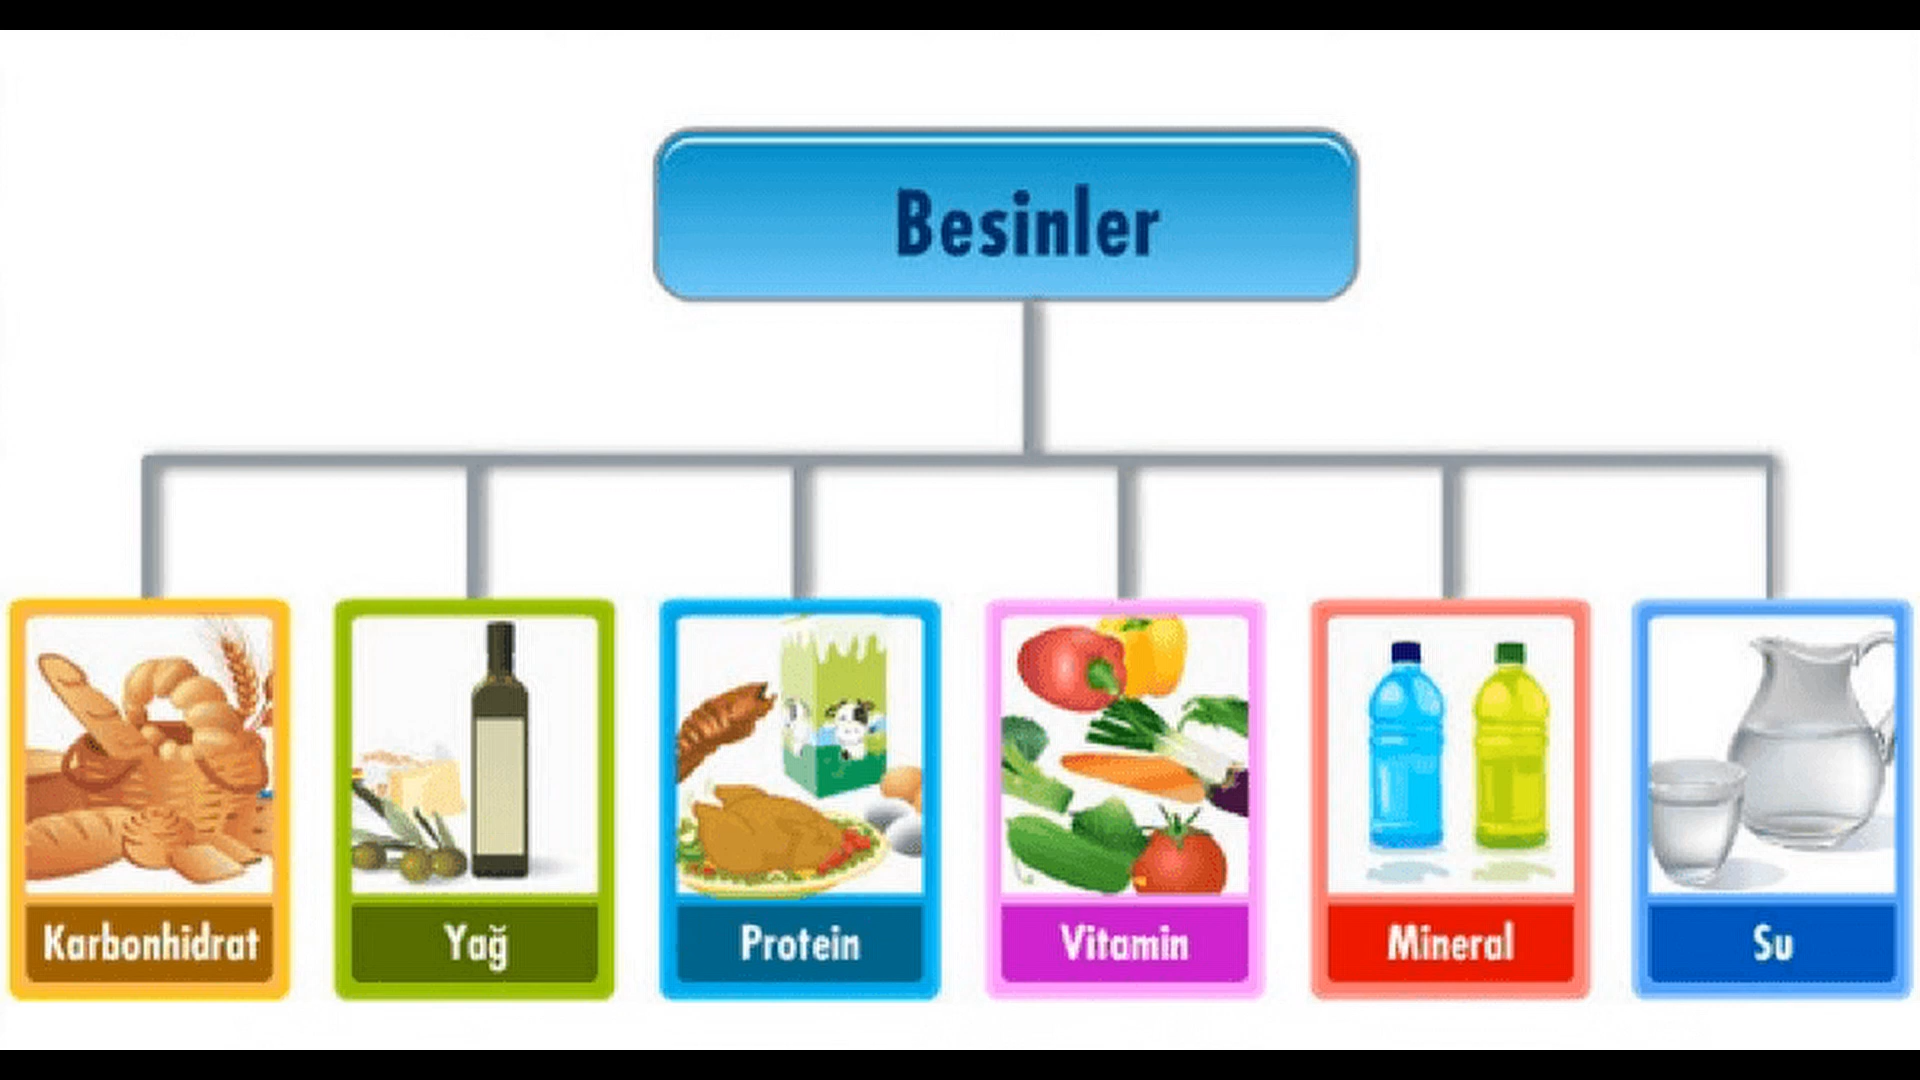 Besinler
Karbonhidrat
Yağ
Protein
Vitamin
Mineral
Su